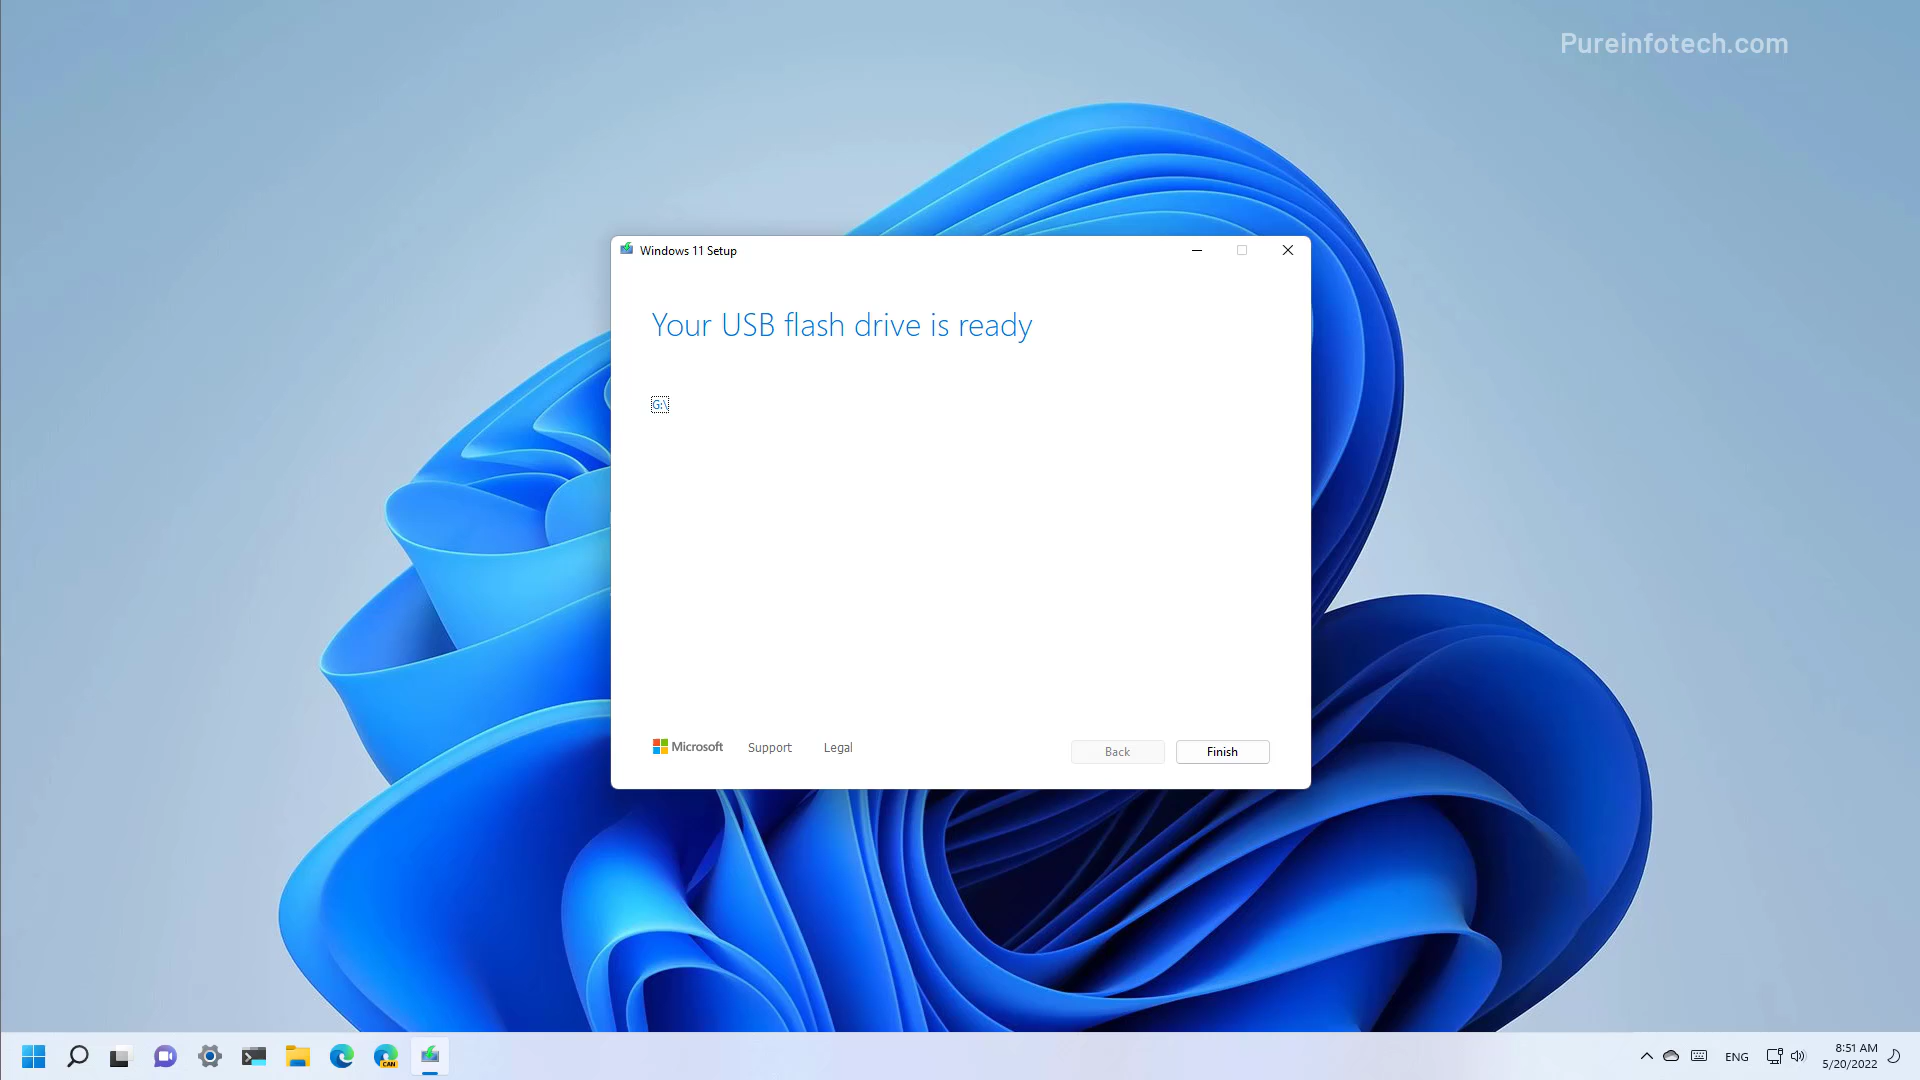 Pureinfotech.com
Windows 11 Setup
Your USB flash drive is ready
G:\
Microsoft
Support
Legal
Back
Finish
CAN
ENG
8:51 AM
5/20/2022